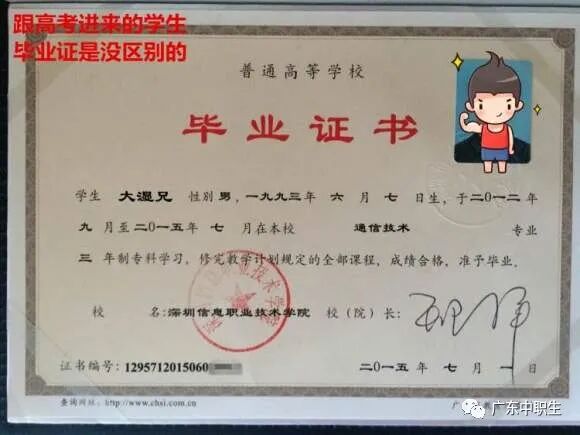 跟高考进来的学生
毕业证是没区别的
普通高等学校
毕业证书
学生 大湿兄 性别 男，一九九三年 六 月 七 日生，于二〇一二年
九 月至二〇一五年 七 月在本校 通信技术 专业
三 年制专科学习，修完教学计划规定的全部课程，成绩合格，准予毕业。
校 名：深圳信息职业技术学院 校（院）长：
证书编号：1295712015060
二〇一五 年 七 月 一 日
查询网址：http://www.chsi.com.cn
广东中职生